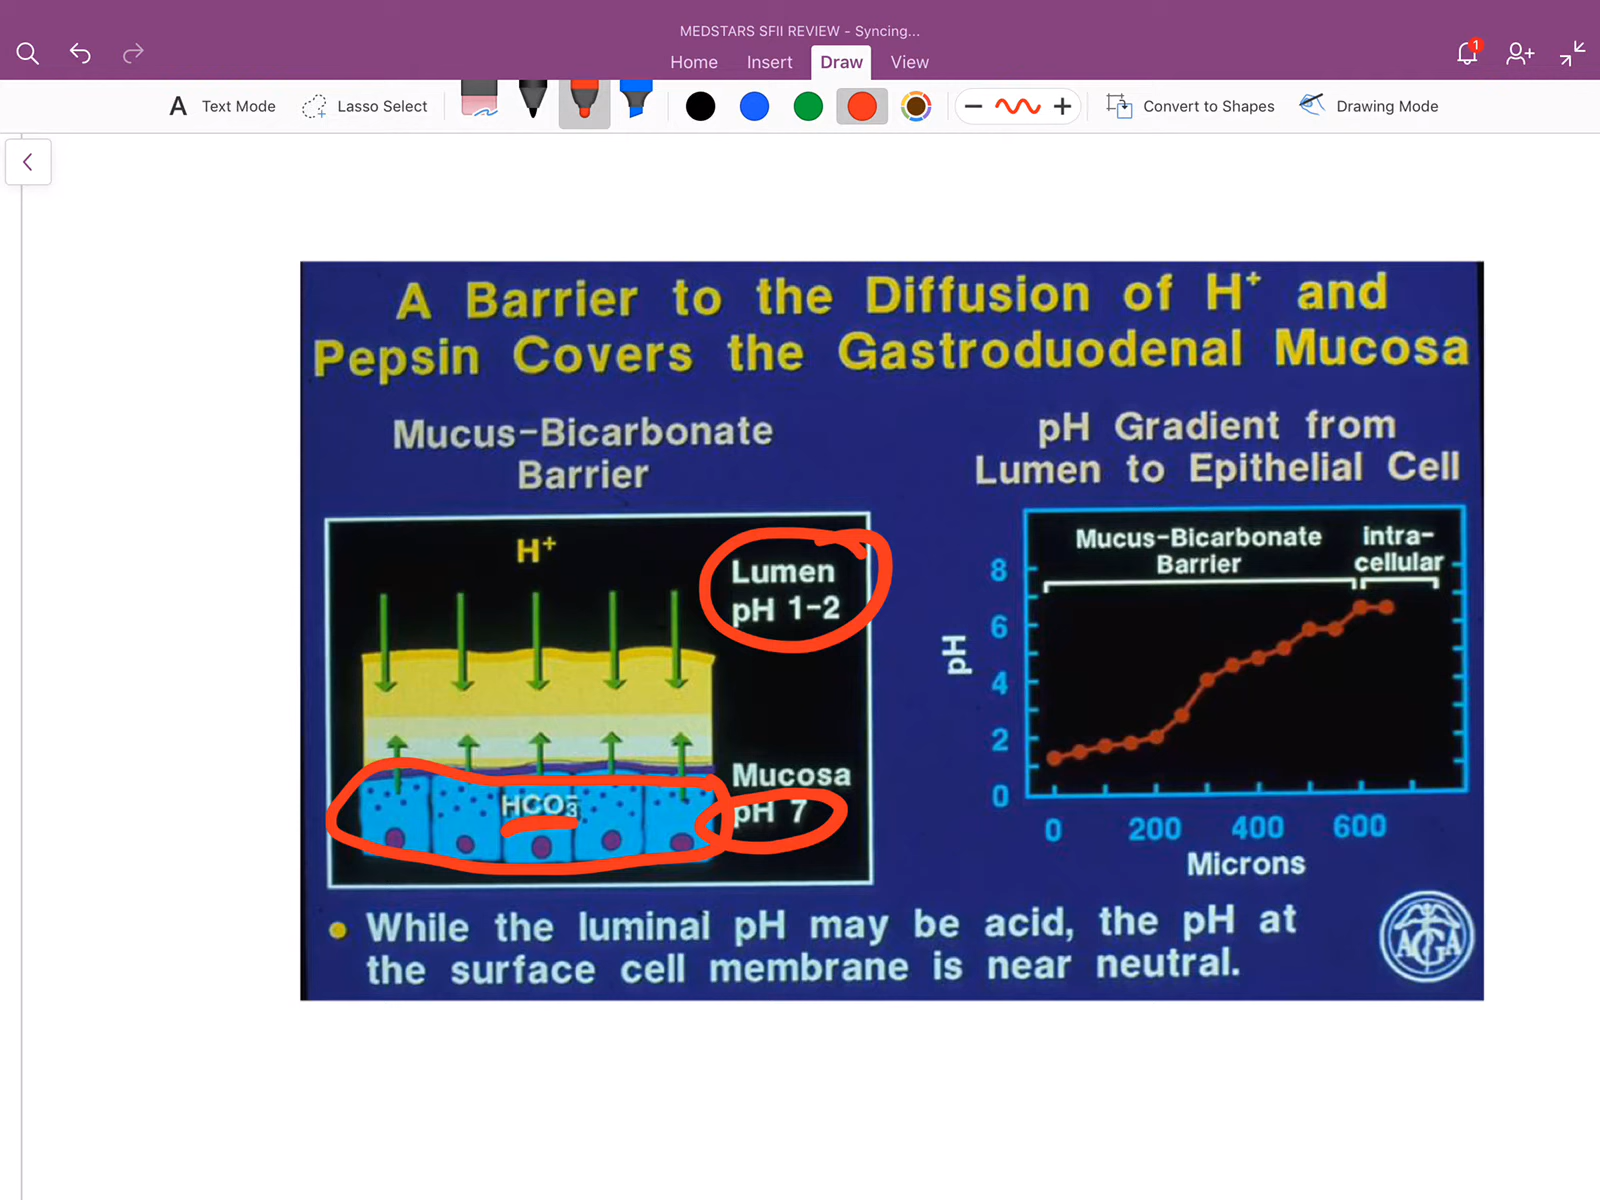 MEDSTARS SFII REVIEW - Syncing...
Home Insert Draw View
1
A Text Mode Lasso Select Convert to Shapes Drawing Mode
A Barrier to the Diffusion of H⁺ and
Pepsin Covers the Gastroduodenal Mucosa
Mucus-Bicarbonate
Barrier
H⁺
Lumen
pH 1-2
HCO₃⁻
Mucosa
pH 7
pH Gradient from
Lumen to Epithelial Cell
Mucus-Bicarbonate
Barrier
Intra-
cellular
pH
8
6
4
2
0
0 200 400 600
Microns
• While the luminal pH may be acid, the pH at
the surface cell membrane is near neutral.
AGA